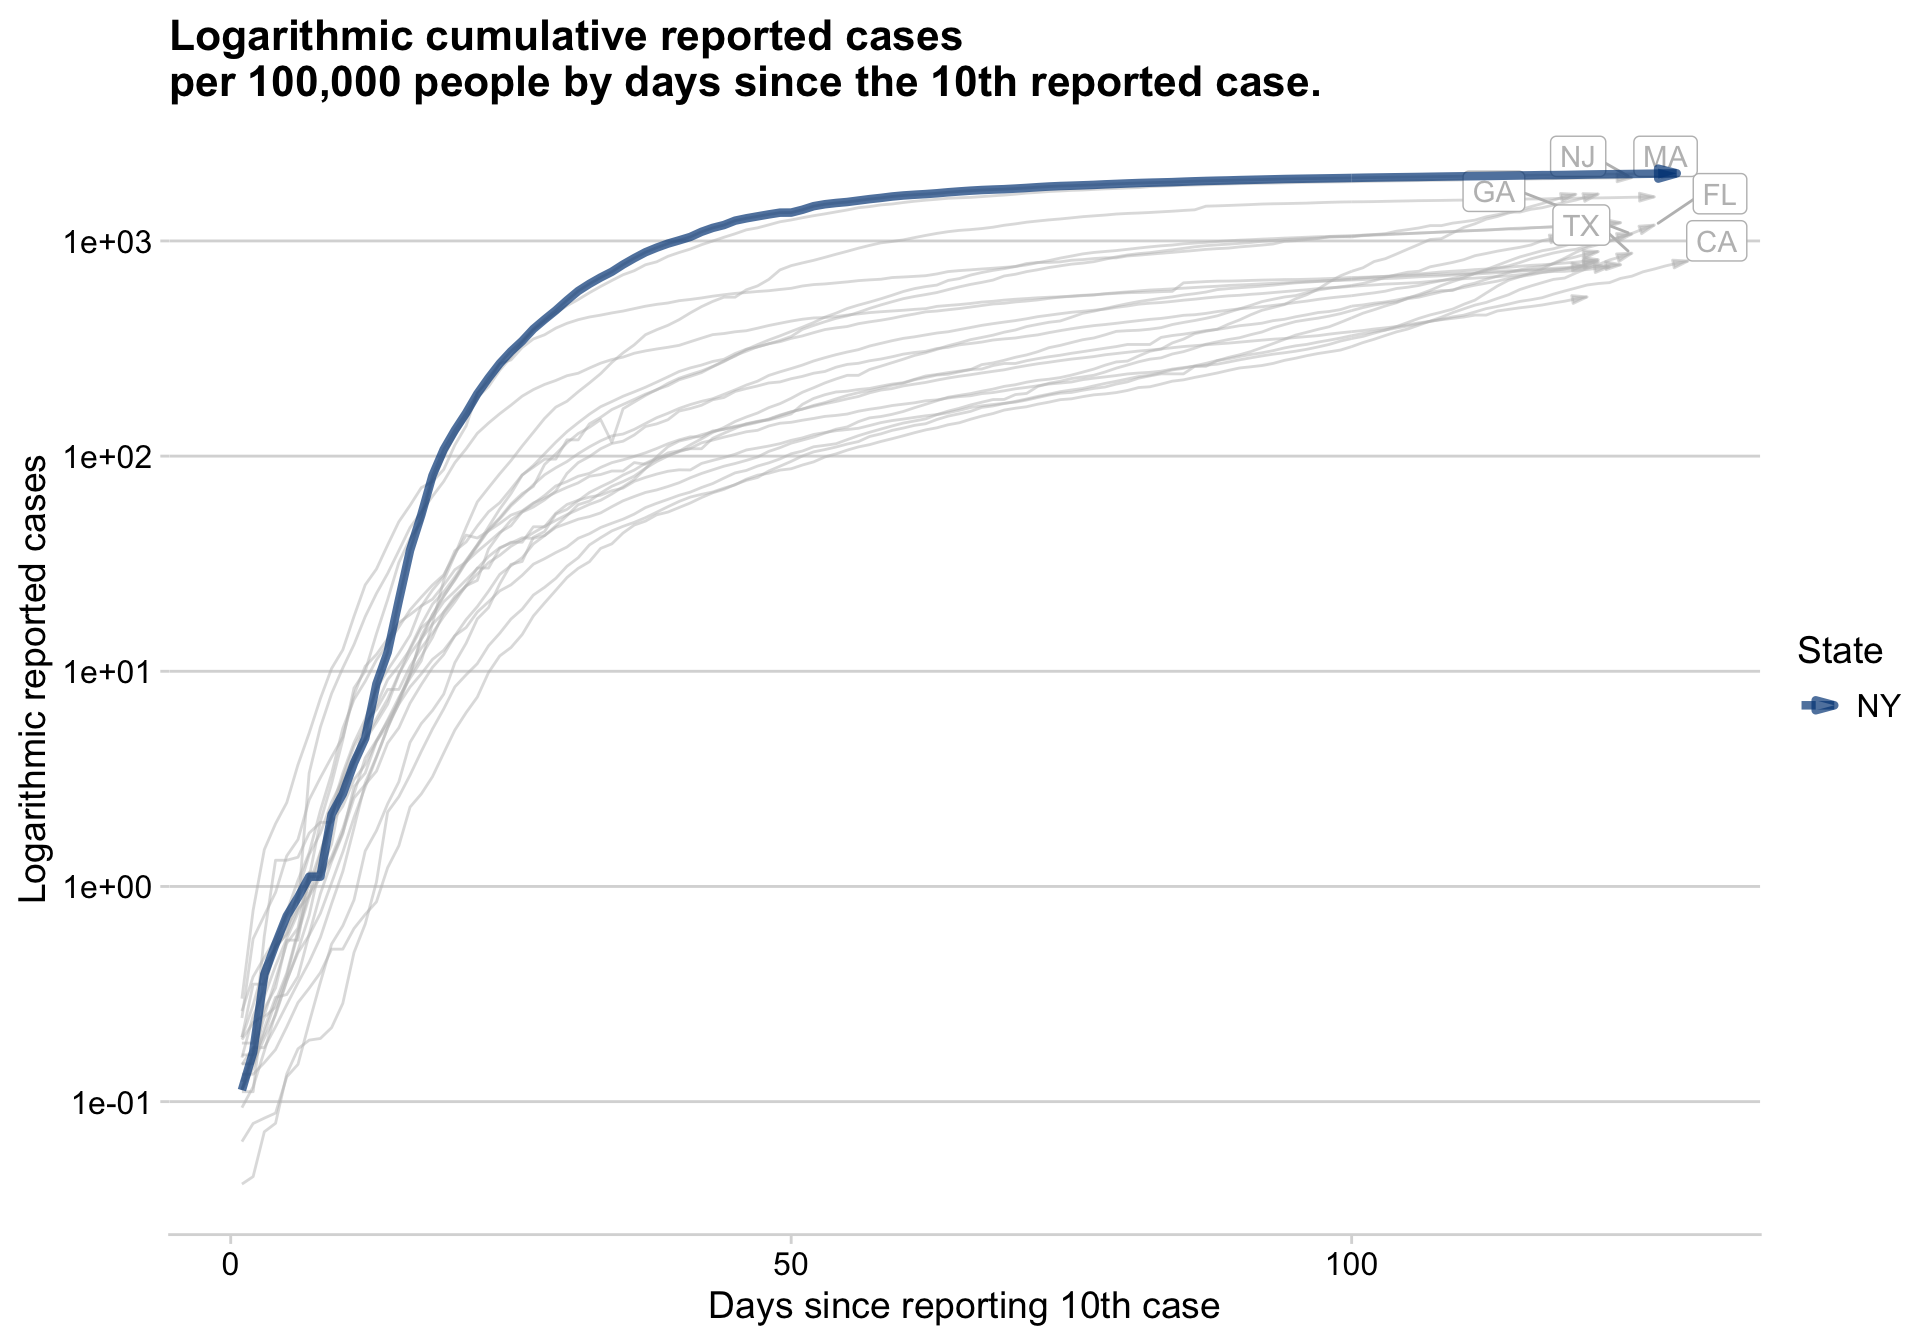 Logarithmic cumulative reported cases
per 100,000 people by days since the 10th reported case.
NJ
MA
GA
FL
TX
CA
1e+03
1e+02
1e+01
1e+00
1e-01
Logarithmic reported cases
State
NY
0
50
100
Days since reporting 10th case